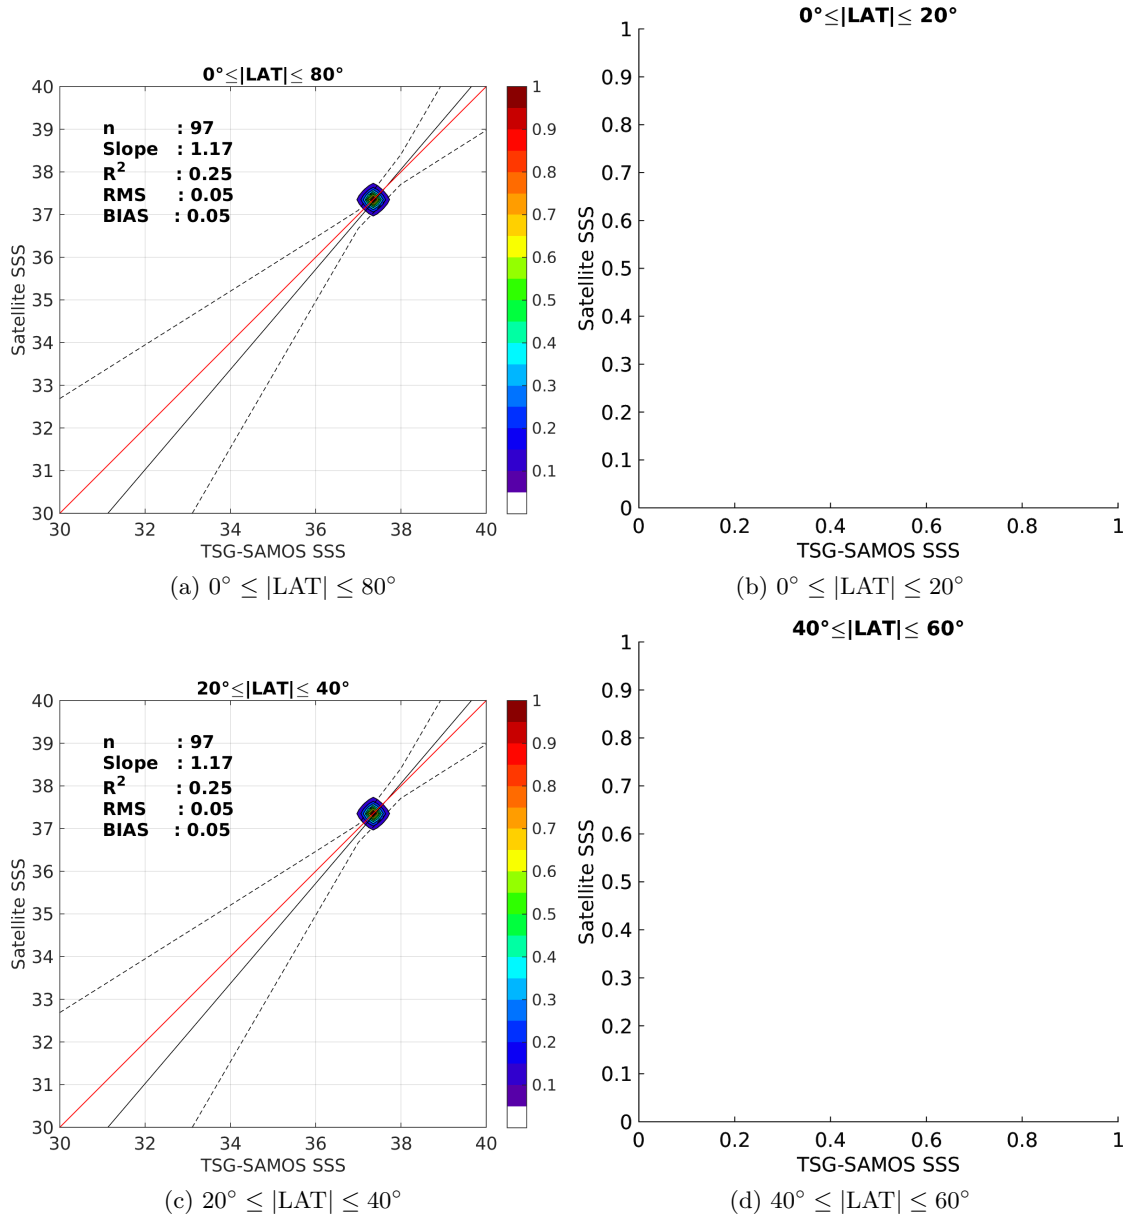 0°≤|LAT|≤ 80°
40
39
38
37
36
35
34
33
32
31
30
Satellite SSS
n : 97
Slope : 1.17
R² : 0.25
RMS : 0.05
BIAS : 0.05
30 32 34 36 38 40
TSG-SAMOS SSS
1
0.9
0.8
0.7
0.6
0.5
0.4
0.3
0.2
0.1
(a) 0° ≤ |LAT| ≤ 80°
0°≤|LAT|≤ 20°
1
0.9
0.8
0.7
0.6
0.5
0.4
0.3
0.2
0.1
0
Satellite SSS
0 0.2 0.4 0.6 0.8 1
TSG-SAMOS SSS
(b) 0° ≤ |LAT| ≤ 20°
20°≤|LAT|≤ 40°
40
39
38
37
36
35
34
33
32
31
30
Satellite SSS
n : 97
Slope : 1.17
R² : 0.25
RMS : 0.05
BIAS : 0.05
30 32 34 36 38 40
TSG-SAMOS SSS
1
0.9
0.8
0.7
0.6
0.5
0.4
0.3
0.2
0.1
(c) 20° ≤ |LAT| ≤ 40°
40°≤|LAT|≤ 60°
1
0.9
0.8
0.7
0.6
0.5
0.4
0.3
0.2
0.1
0
Satellite SSS
0 0.2 0.4 0.6 0.8 1
TSG-SAMOS SSS
(d) 40° ≤ |LAT| ≤ 60°